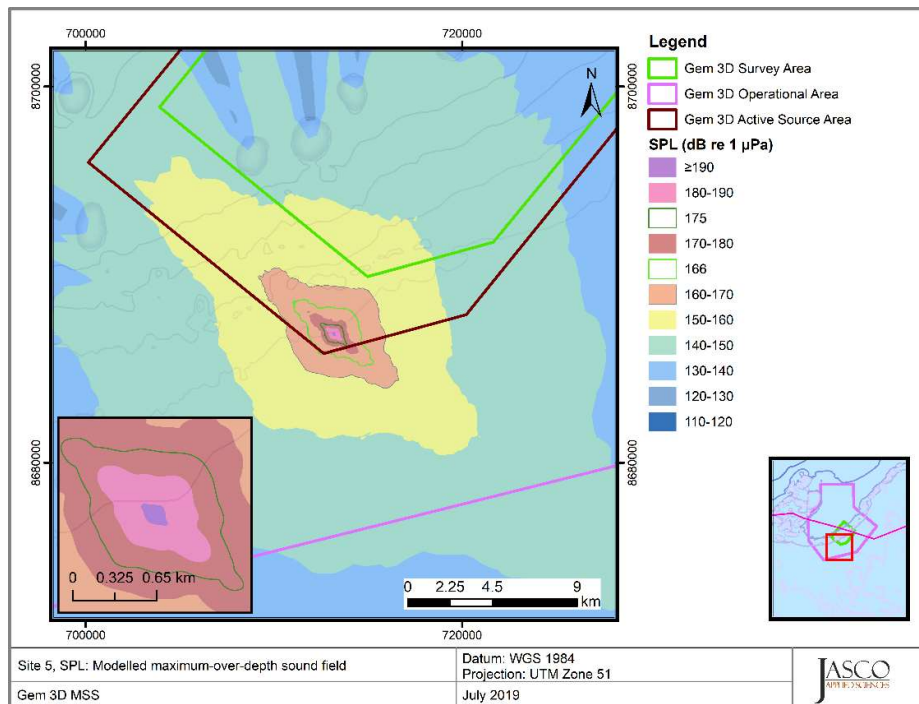 700000
720000
8700000
8700000
8680000
8680000
N
0 0.325 0.65 km
0 2.25 4.5 9
km
700000
720000
Legend
Gem 3D Survey Area
Gem 3D Operational Area
Gem 3D Active Source Area
SPL (dB re 1 µPa)
≥190
180-190
175
170-180
166
160-170
150-160
140-150
130-140
120-130
110-120
Site 5, SPL: Modelled maximum-over-depth sound field
Datum: WGS 1984
Projection: UTM Zone 51
Gem 3D MSS
July 2019
JASCO
APPLIED SCIENCES